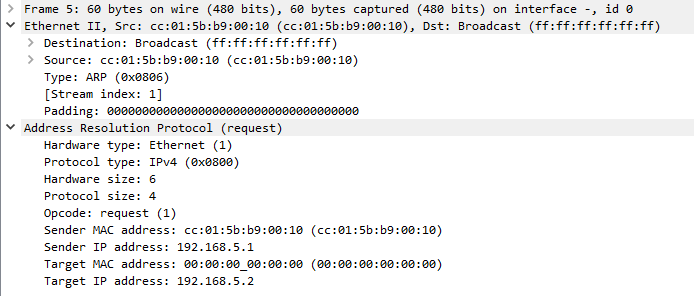 Frame 5: 60 bytes on wire (480 bits), 60 bytes captured (480 bits) on interface -, id 0
Ethernet II, Src: cc:01:5b:b9:00:10 (cc:01:5b:b9:00:10), Dst: Broadcast (ff:ff:ff:ff:ff:ff)
Destination: Broadcast (ff:ff:ff:ff:ff:ff)
Source: cc:01:5b:b9:00:10 (cc:01:5b:b9:00:10)
Type: ARP (0x0806)
[Stream index: 1]
Padding: 000000000000000000000000000000000000
Address Resolution Protocol (request)
Hardware type: Ethernet (1)
Protocol type: IPv4 (0x0800)
Hardware size: 6
Protocol size: 4
Opcode: request (1)
Sender MAC address: cc:01:5b:b9:00:10 (cc:01:5b:b9:00:10)
Sender IP address: 192.168.5.1
Target MAC address: 00:00:00_00:00:00 (00:00:00:00:00:00)
Target IP address: 192.168.5.2